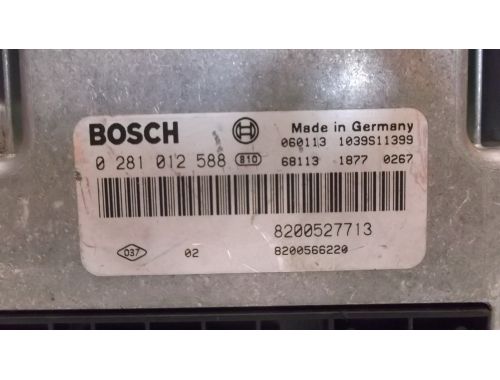 BOSCH
Made in Germany
060113 1039S11399
0 281 012 588 810
68113 1877 0267
8200527713
D37 02 8200566220